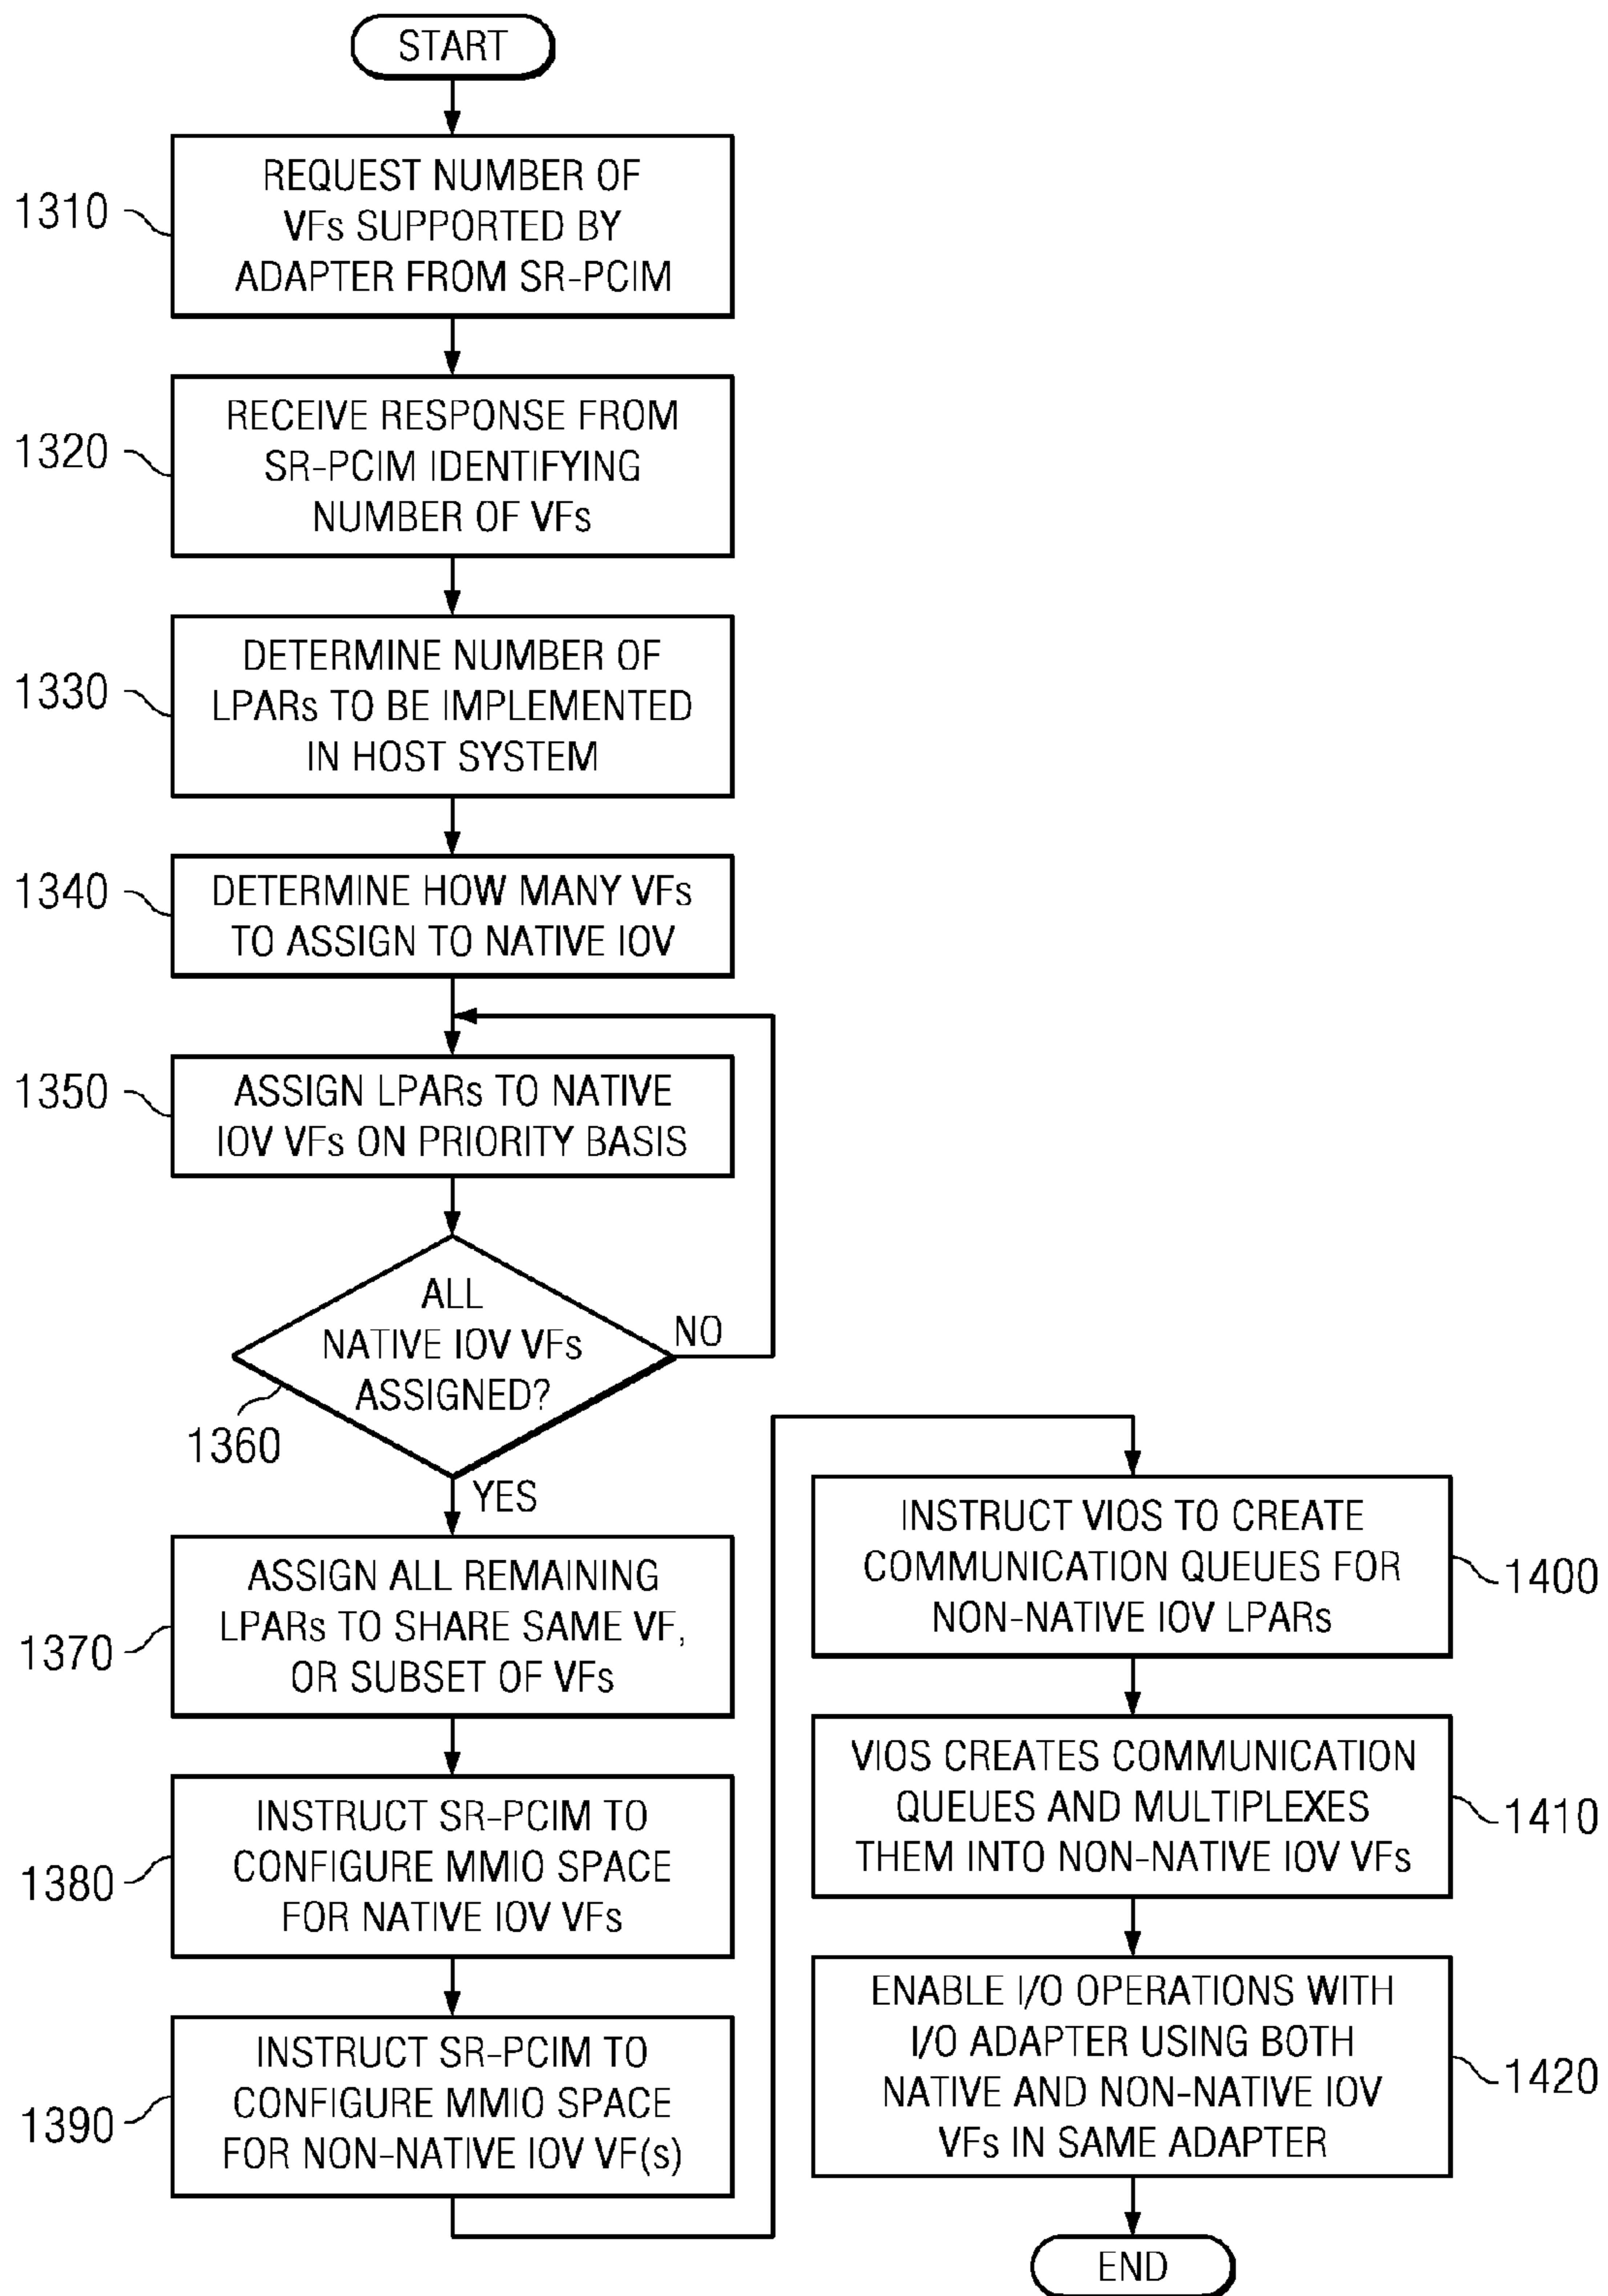 START
1310
REQUEST NUMBER OF
VFs SUPPORTED BY
ADAPTER FROM SR-PCIM
1320
RECEIVE RESPONSE FROM
SR-PCIM IDENTIFYING
NUMBER OF VFs
1330
DETERMINE NUMBER OF
LPARs TO BE IMPLEMENTED
IN HOST SYSTEM
1340
DETERMINE HOW MANY VFs
TO ASSIGN TO NATIVE IOV
1350
ASSIGN LPARs TO NATIVE
IOV VFs ON PRIORITY BASIS
ALL
NATIVE IOV VFs
ASSIGNED?
NO
1360
YES
1370
ASSIGN ALL REMAINING
LPARs TO SHARE SAME VF,
OR SUBSET OF VFs
1380
INSTRUCT SR-PCIM TO
CONFIGURE MMIO SPACE
FOR NATIVE IOV VFs
1390
INSTRUCT SR-PCIM TO
CONFIGURE MMIO SPACE
FOR NON-NATIVE IOV VF(s)
INSTRUCT VIOS TO CREATE
COMMUNICATION QUEUES FOR
NON-NATIVE IOV LPARs
1400
VIOS CREATES COMMUNICATION
QUEUES AND MULTIPLEXES
THEM INTO NON-NATIVE IOV VFs
1410
ENABLE I/O OPERATIONS WITH
I/O ADAPTER USING BOTH
NATIVE AND NON-NATIVE IOV
VFs IN SAME ADAPTER
1420
END